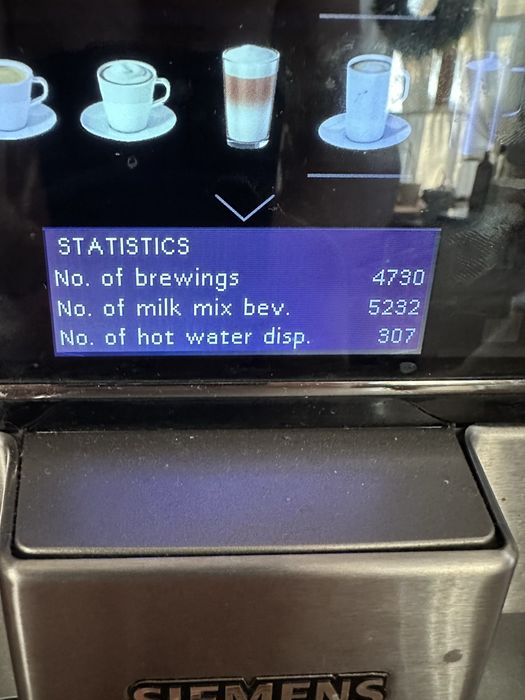 STATISTICS
No. of brewings 4730
No. of milk mix bev. 5232
No. of hot water disp. 307
SIEMENS